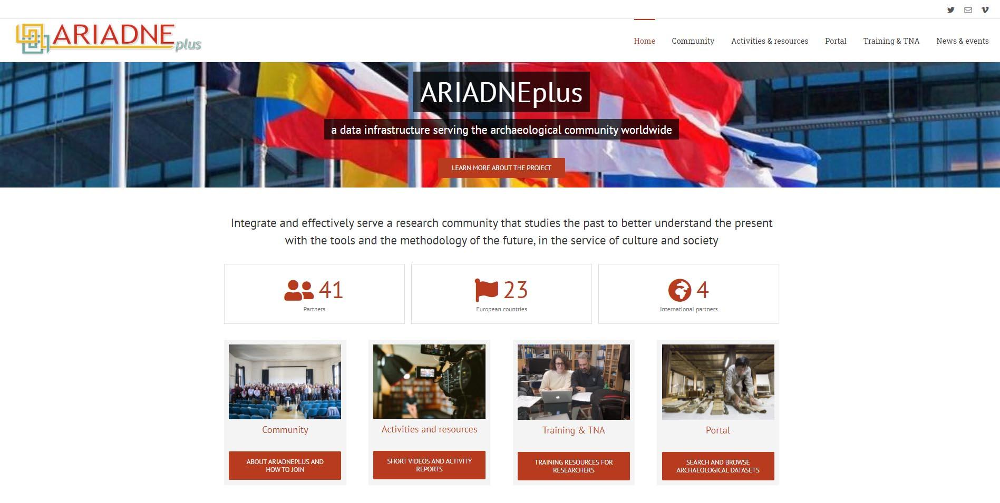 ARIADNE
plus
Home
Community
Activities & resources
Portal
Training & TNA
News & events
ARIADNEplus
a data infrastructure serving the archaeological community worldwide
LEARN MORE ABOUT THE PROJECT
Integrate and effectively serve a research community that studies the past to better understand the present
with the tools and the methodology of the future, in the service of culture and society
41
Partners
23
European countries
4
International partners
Community
ABOUT ARIADNEPLUS AND
HOW TO JOIN
Activities and resources
SHORT VIDEOS AND ACTIVITY
REPORTS
Training & TNA
TRAINING RESOURCES FOR
RESEARCHERS
Portal
SEARCH AND BROWSE
ARCHAEOLOGICAL DATASETS